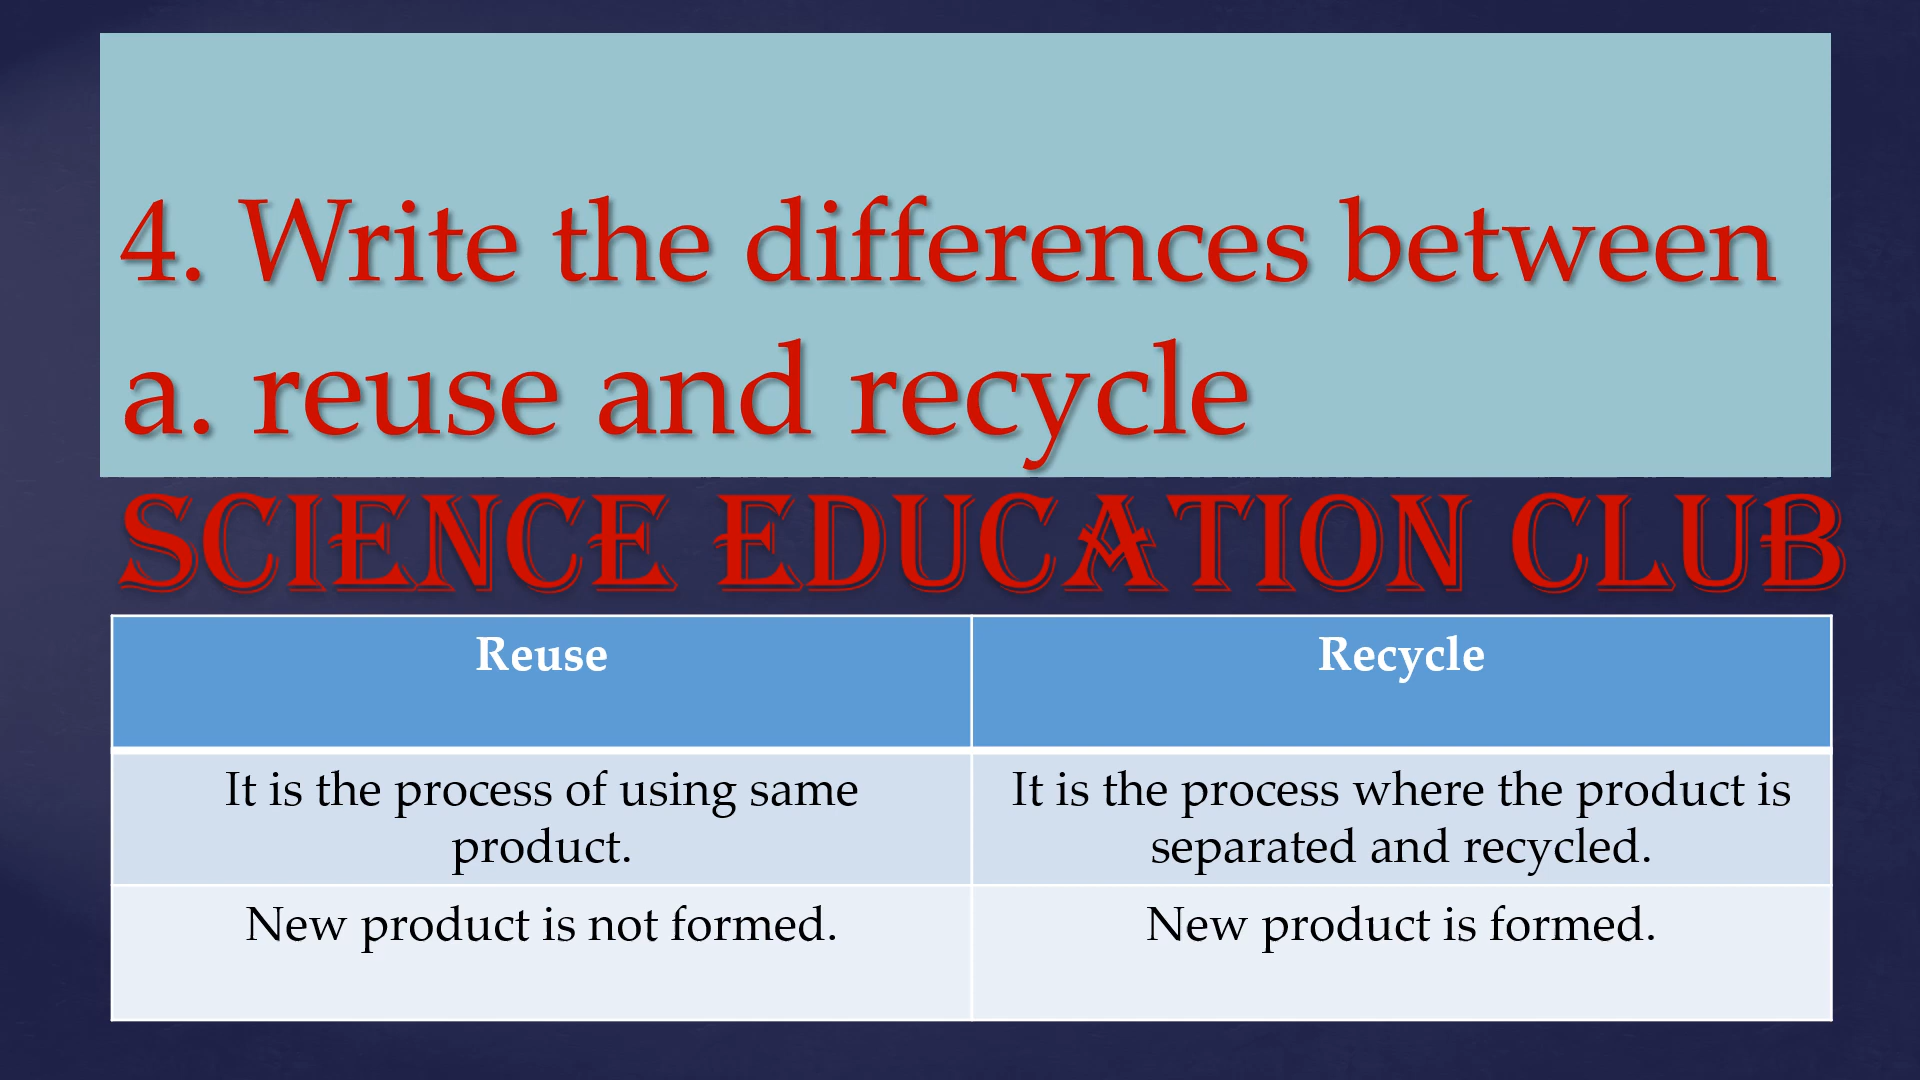 4. Write the differences between
a. reuse and recycle
SCIENCE EDUCATION CLUB
Reuse
Recycle
It is the process of using same
product.
It is the process where the product is
separated and recycled.
New product is not formed.
New product is formed.